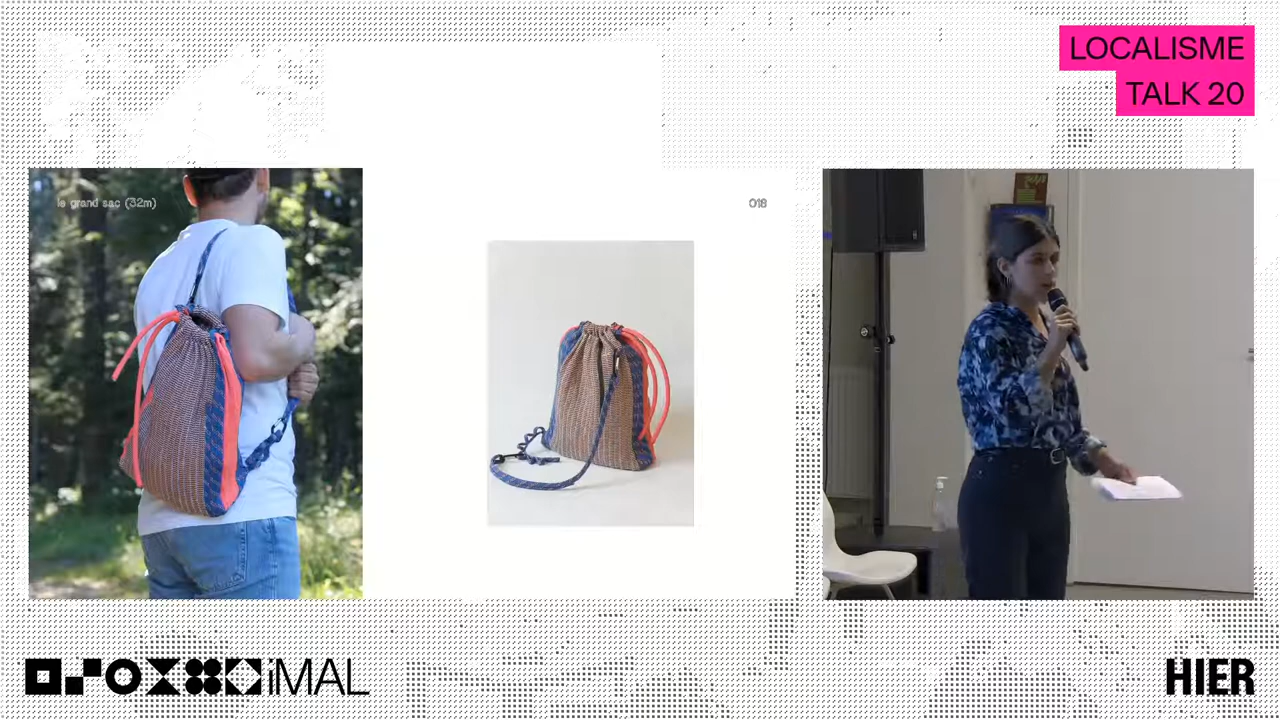 LOCALISME
TALK 20
le grand sac (32m)
018
iMAL
HIER